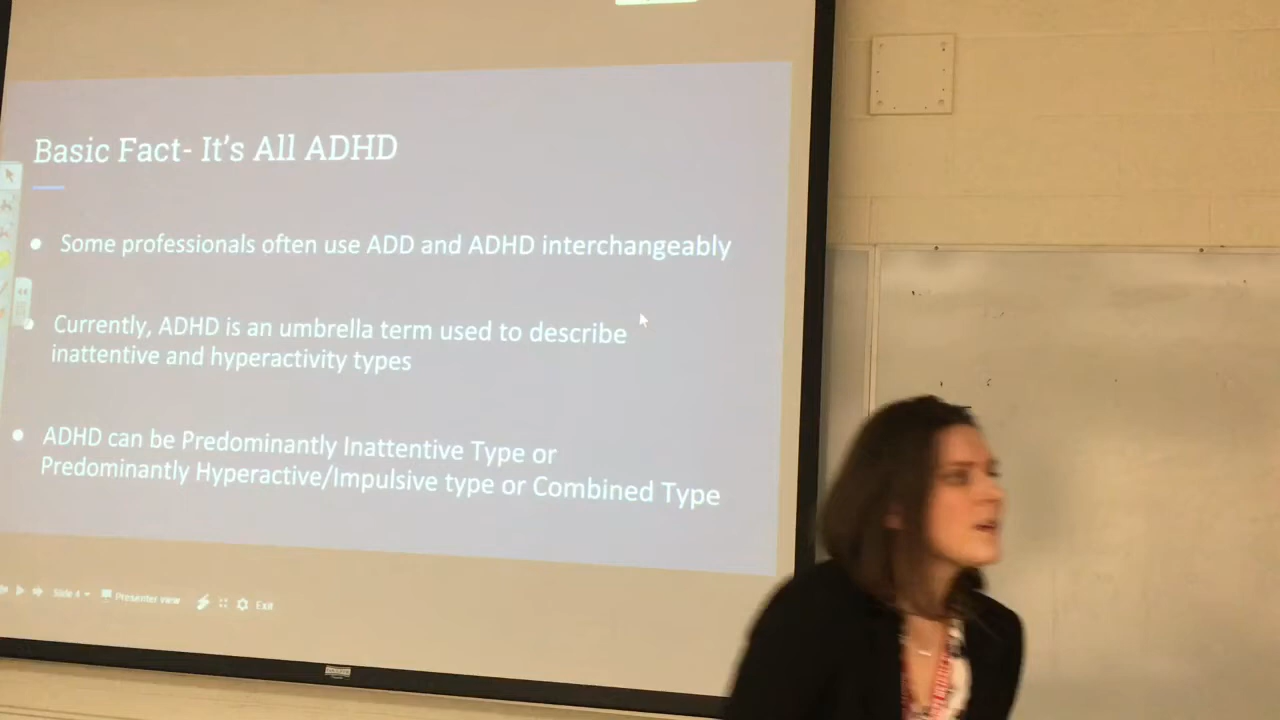 Basic Fact- It's All ADHD
● Some professionals often use ADD and ADHD interchangeably
● Currently, ADHD is an umbrella term used to describe
inattentive and hyperactivity types
● ADHD can be Predominantly Inattentive Type or
Predominantly Hyperactive/Impulsive type or Combined Type
Slide 4 Presenter view Exit